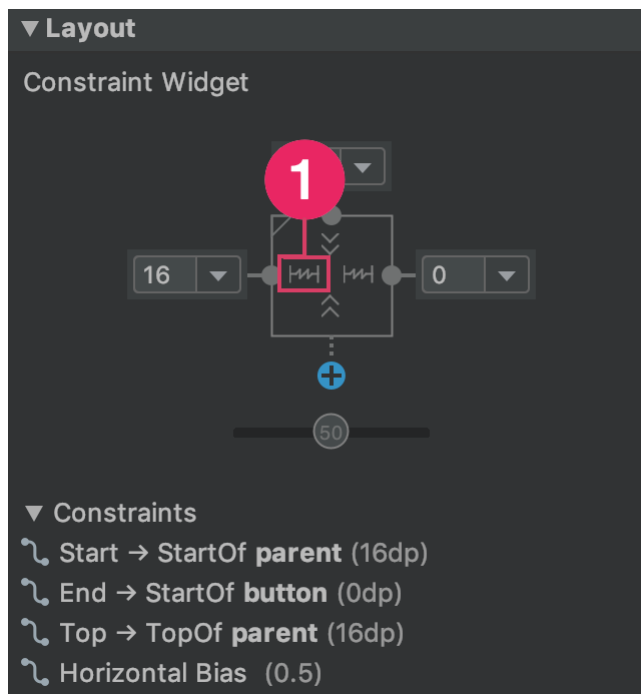 Layout
Constraint Widget
1
16
0
50
Constraints
Start → StartOf parent (16dp)
End → StartOf button (0dp)
Top → TopOf parent (16dp)
Horizontal Bias (0.5)